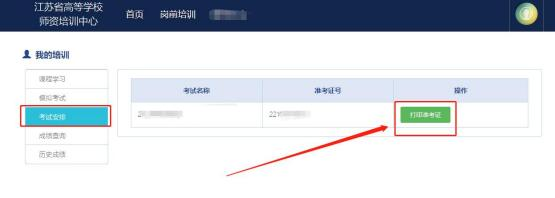 江苏省高等学校
师资培训中心
首页
岗前培训
我的培训
课程学习
模拟考试
考试安排
成绩查询
历史成绩
考试名称
准考证号
操作
2
221
打印准考证